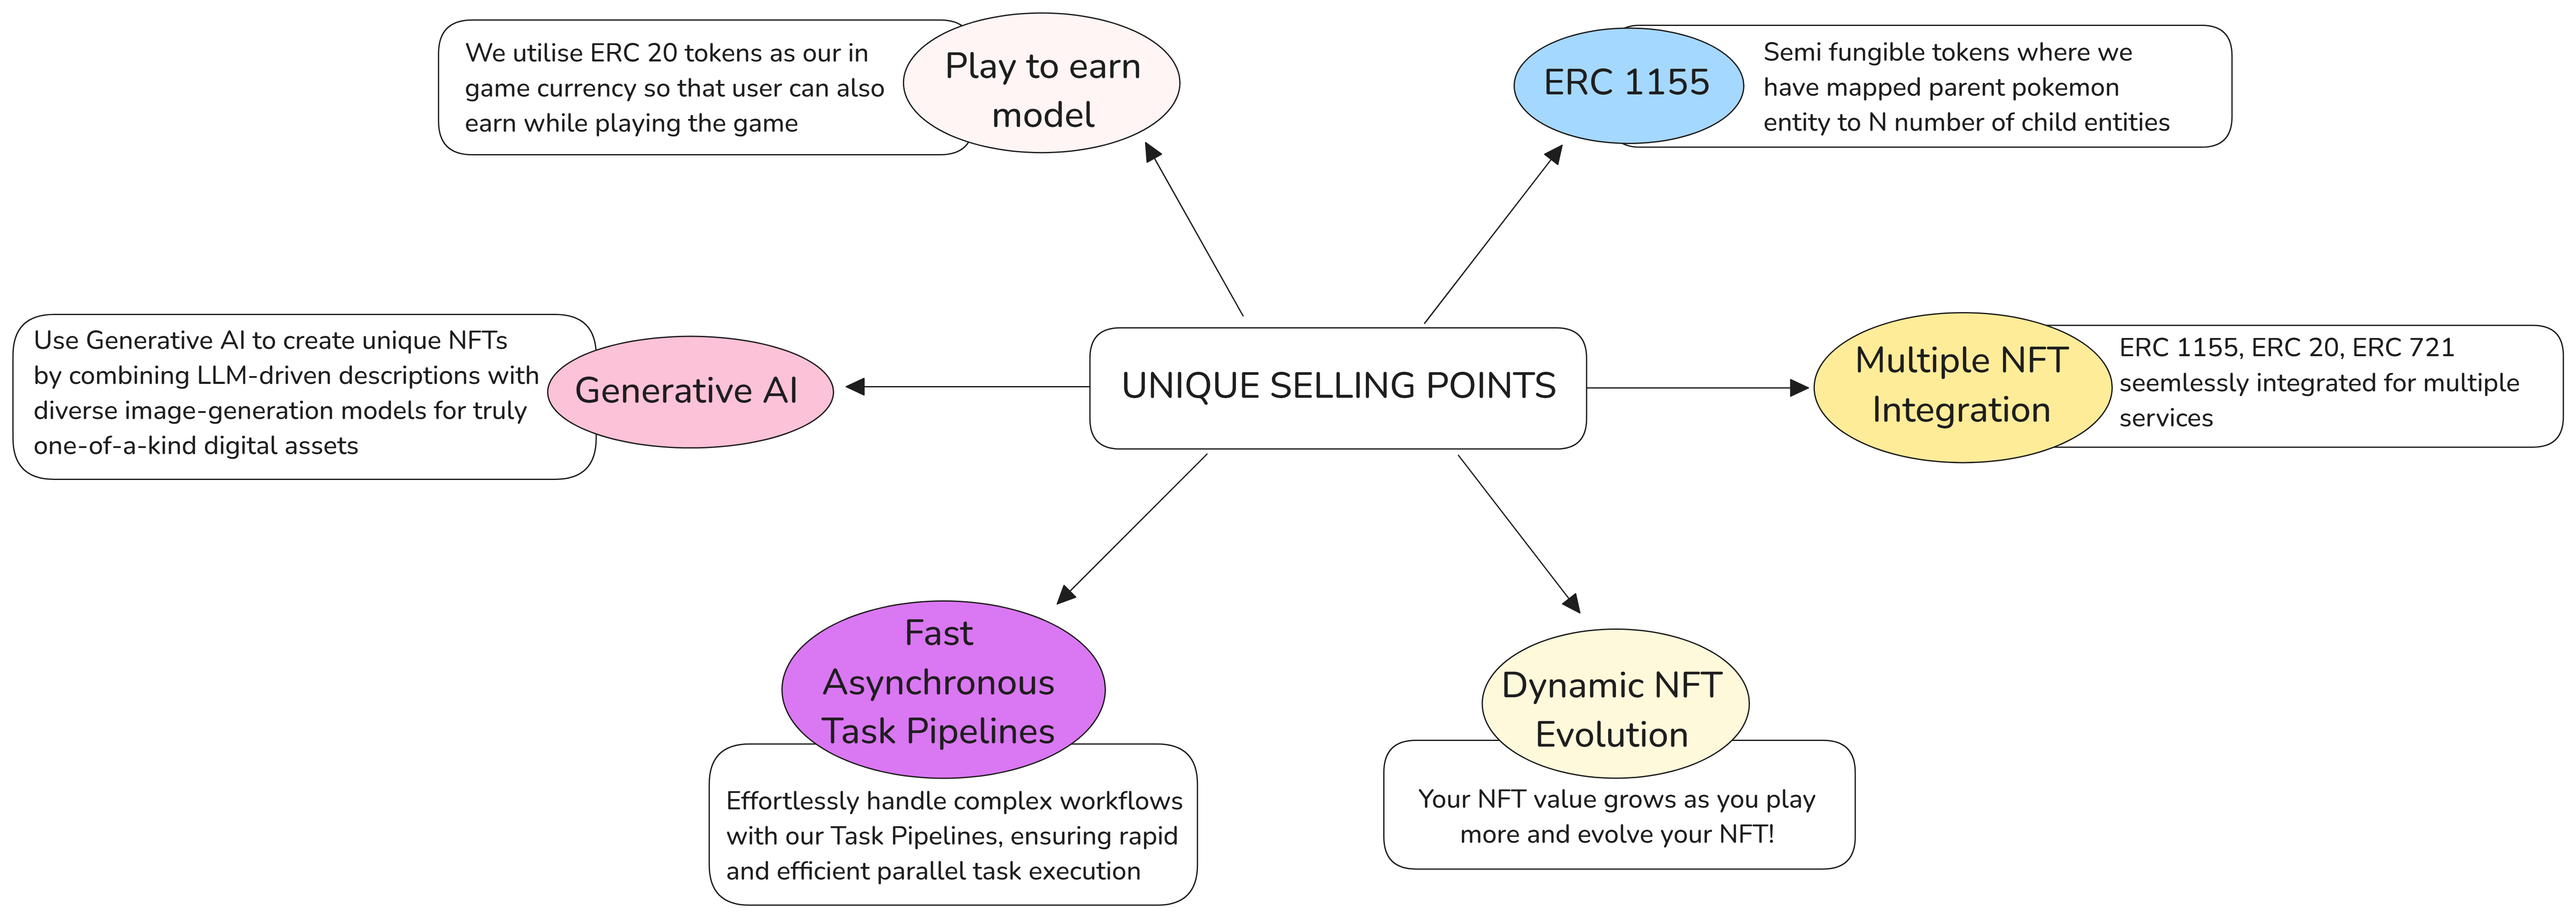 We utilise ERC 20 tokens as our in
game currency so that user can also
earn while playing the game
Play to earn
model
ERC 1155
Semi fungible tokens where we
have mapped parent pokemon
entity to N number of child entities
Use Generative AI to create unique NFTs
by combining LLM-driven descriptions with
diverse image-generation models for truly
one-of-a-kind digital assets
Generative AI
UNIQUE SELLING POINTS
Multiple NFT
Integration
ERC 1155, ERC 20, ERC 721
seemlessly integrated for multiple
services
Fast
Asynchronous
Task Pipelines
Effortlessly handle complex workflows
with our Task Pipelines, ensuring rapid
and efficient parallel task execution
Dynamic NFT
Evolution
Your NFT value grows as you play
more and evolve your NFT!